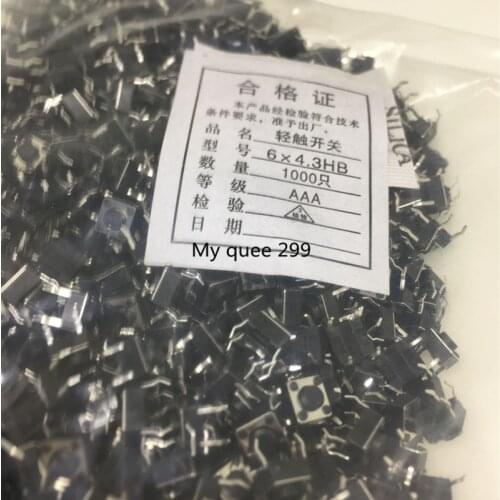 合格证
本产品经检验符合技术
条件要求，准予出厂。
品名 轻触开关
型号 6×4.3HB
数量 1000只
等级 AAA
检验
日期
My quee 299
SILICA